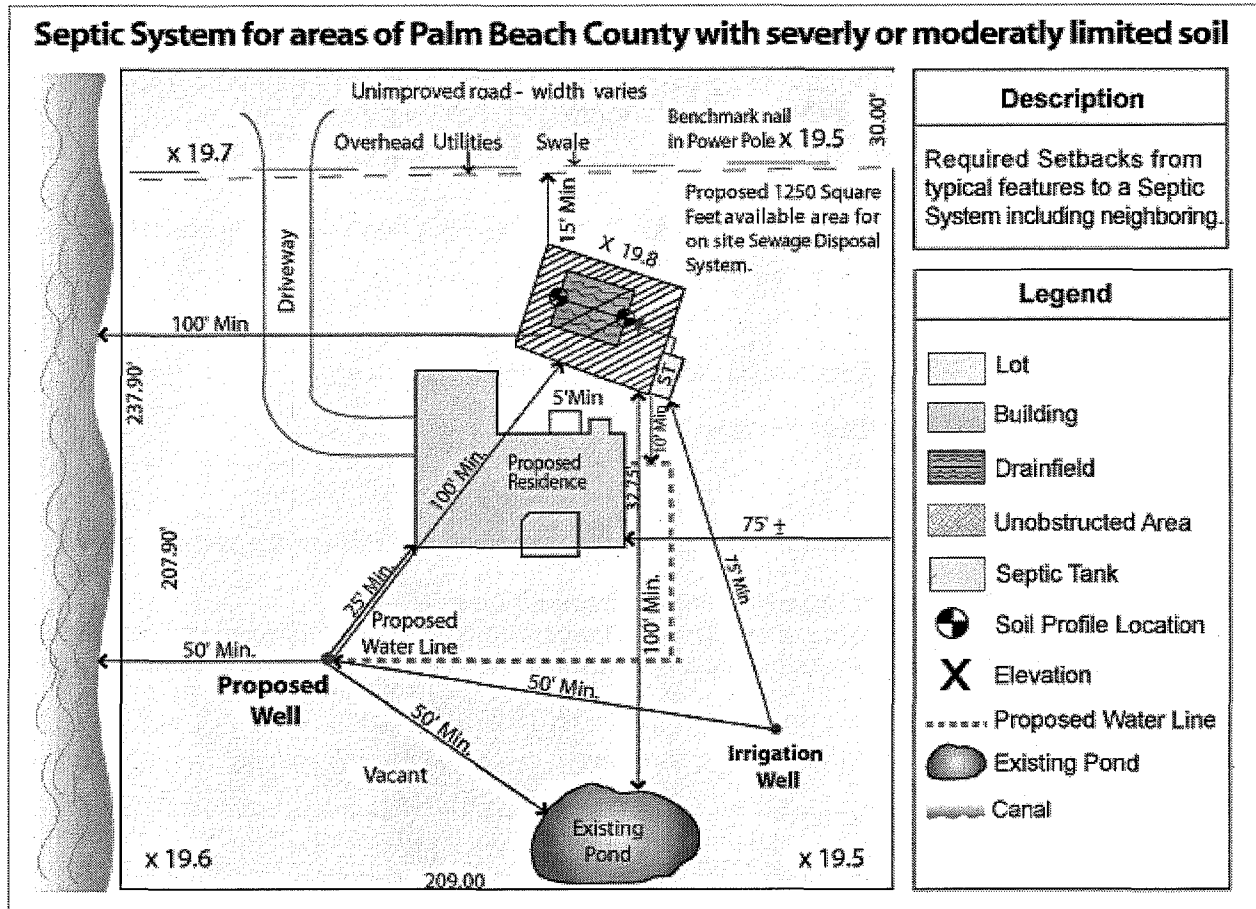 Septic System for areas of Palm Beach County with severly or moderatly limited soil
Unimproved road - width varies
Benchmark nail
in Power Pole x 19.5
30.00'
x 19.7
Overhead Utilities
Swale
Proposed 1250 Square
Feet available area for
on site Sewage Disposal
System.
15' Min
X 19.8
Driveway
100' Min
237.90'
ST
5'Min
10' Min
Proposed
Residence
100' Min.
32.75'
75' ±
207.90'
25' Min.
75' Min
100' Min.
Proposed
Water Line
50' Min.
Proposed
Well
50' Min.
50' Min.
Irrigation
Well
Vacant
Existing
Pond
x 19.6
x 19.5
209.00
Description
Required Setbacks from
typical features to a Septic
System including neighboring.
Legend
Lot
Building
Drainfield
Unobstructed Area
Septic Tank
Soil Profile Location
X Elevation
Proposed Water Line
Existing Pond
Canal